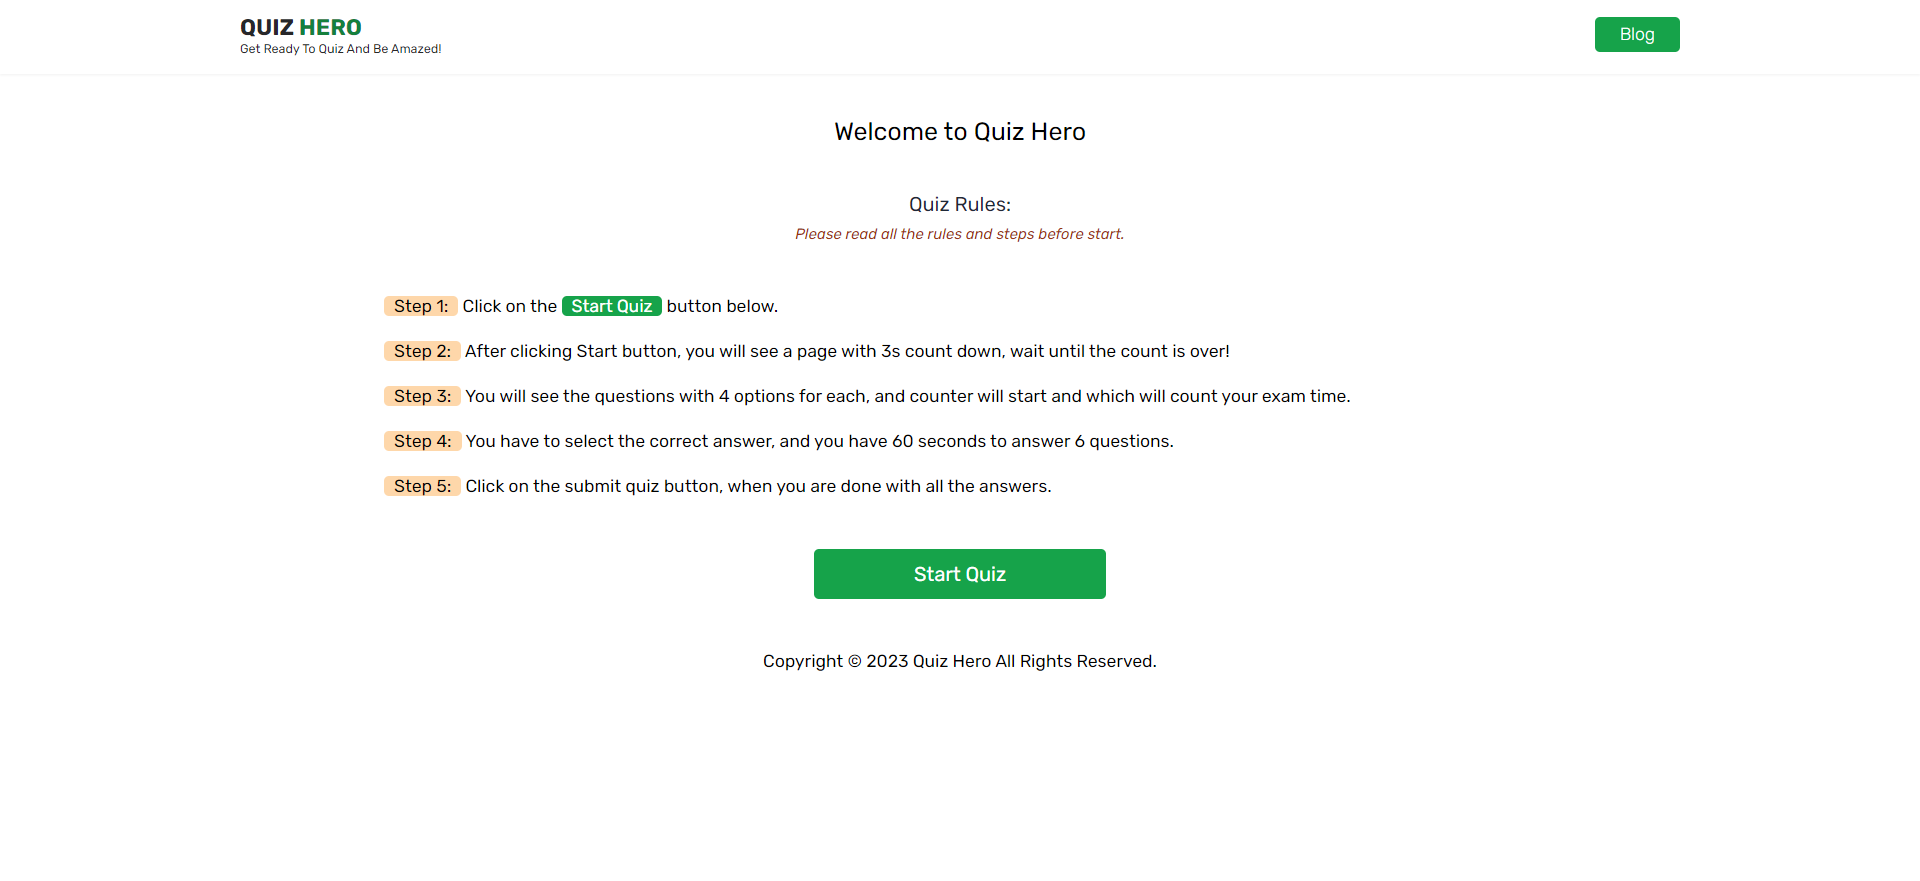 QUIZ HERO
Get Ready To Quiz And Be Amazed!
Blog
Welcome to Quiz Hero
Quiz Rules:
Please read all the rules and steps before start.
Step 1: Click on the Start Quiz button below.
Step 2: After clicking Start button, you will see a page with 3s count down, wait until the count is over!
Step 3: You will see the questions with 4 options for each, and counter will start and which will count your exam time.
Step 4: You have to select the correct answer, and you have 60 seconds to answer 6 questions.
Step 5: Click on the submit quiz button, when you are done with all the answers.
Start Quiz
Copyright © 2023 Quiz Hero All Rights Reserved.